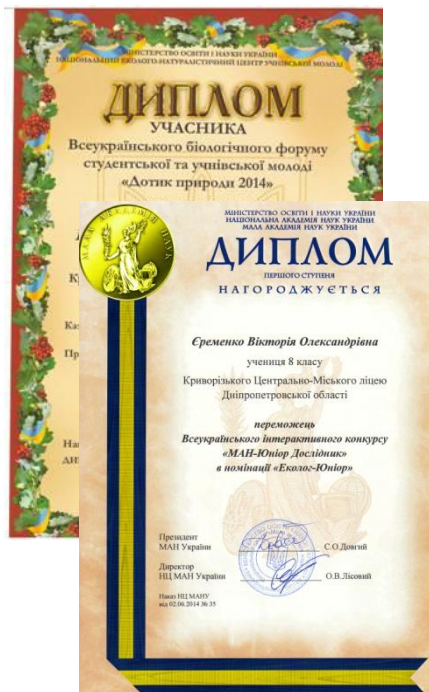 МІНІСТЕРСТВО ОСВІТИ І НАУКИ УКРАЇНИ
НАЦІОНАЛЬНИЙ ЕКОЛОГО-НАТУРАЛІСТИЧНИЙ ЦЕНТР УЧНІВСЬКОЇ МОЛОДІ
ДИПЛОМ
УЧАСНИКА
Всеукраїнського біологічного форуму
студентської та учнівської молоді
«Дотик природи 2014»
МІНІСТЕРСТВО ОСВІТИ І НАУКИ УКРАЇНИ
НАЦІОНАЛЬНА АКАДЕМІЯ НАУК УКРАЇНИ
МАЛА АКАДЕМІЯ НАУК УКРАЇНИ
ДИПЛОМ
ПЕРШОГО СТУПЕНЯ
НАГОРОДЖУЄТЬСЯ
МАЛА АКАДЕМІЯ НАУК
Єременко Вікторія Олександрівна
учениця 8 класу
Криворізького Центрально-Міського ліцею
Дніпропетровської області
переможець
Всеукраїнського інтерактивного конкурсу
«МАН-Юніор Дослідник»
в номінації «Еколог-Юніор»
Президент
МАН України С.О.Довгий
Директор
НЦ МАН України О.В.Лісовий
Наказ НЦ МАНУ
від 02.06.2014 № 35